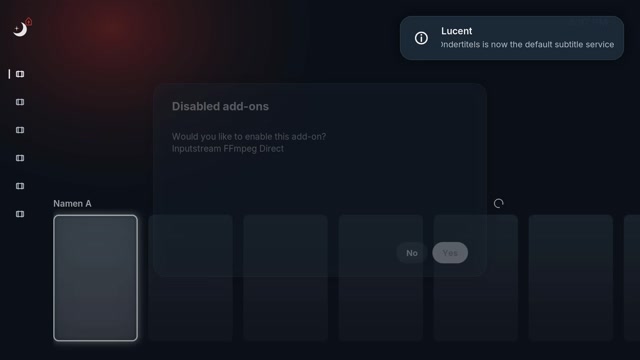 Lucent
ndertitels is now the default subtitle service
Disabled add-ons
Would you like to enable this add-on?
Inputstream FFmpeg Direct
Namen A
No
Yes